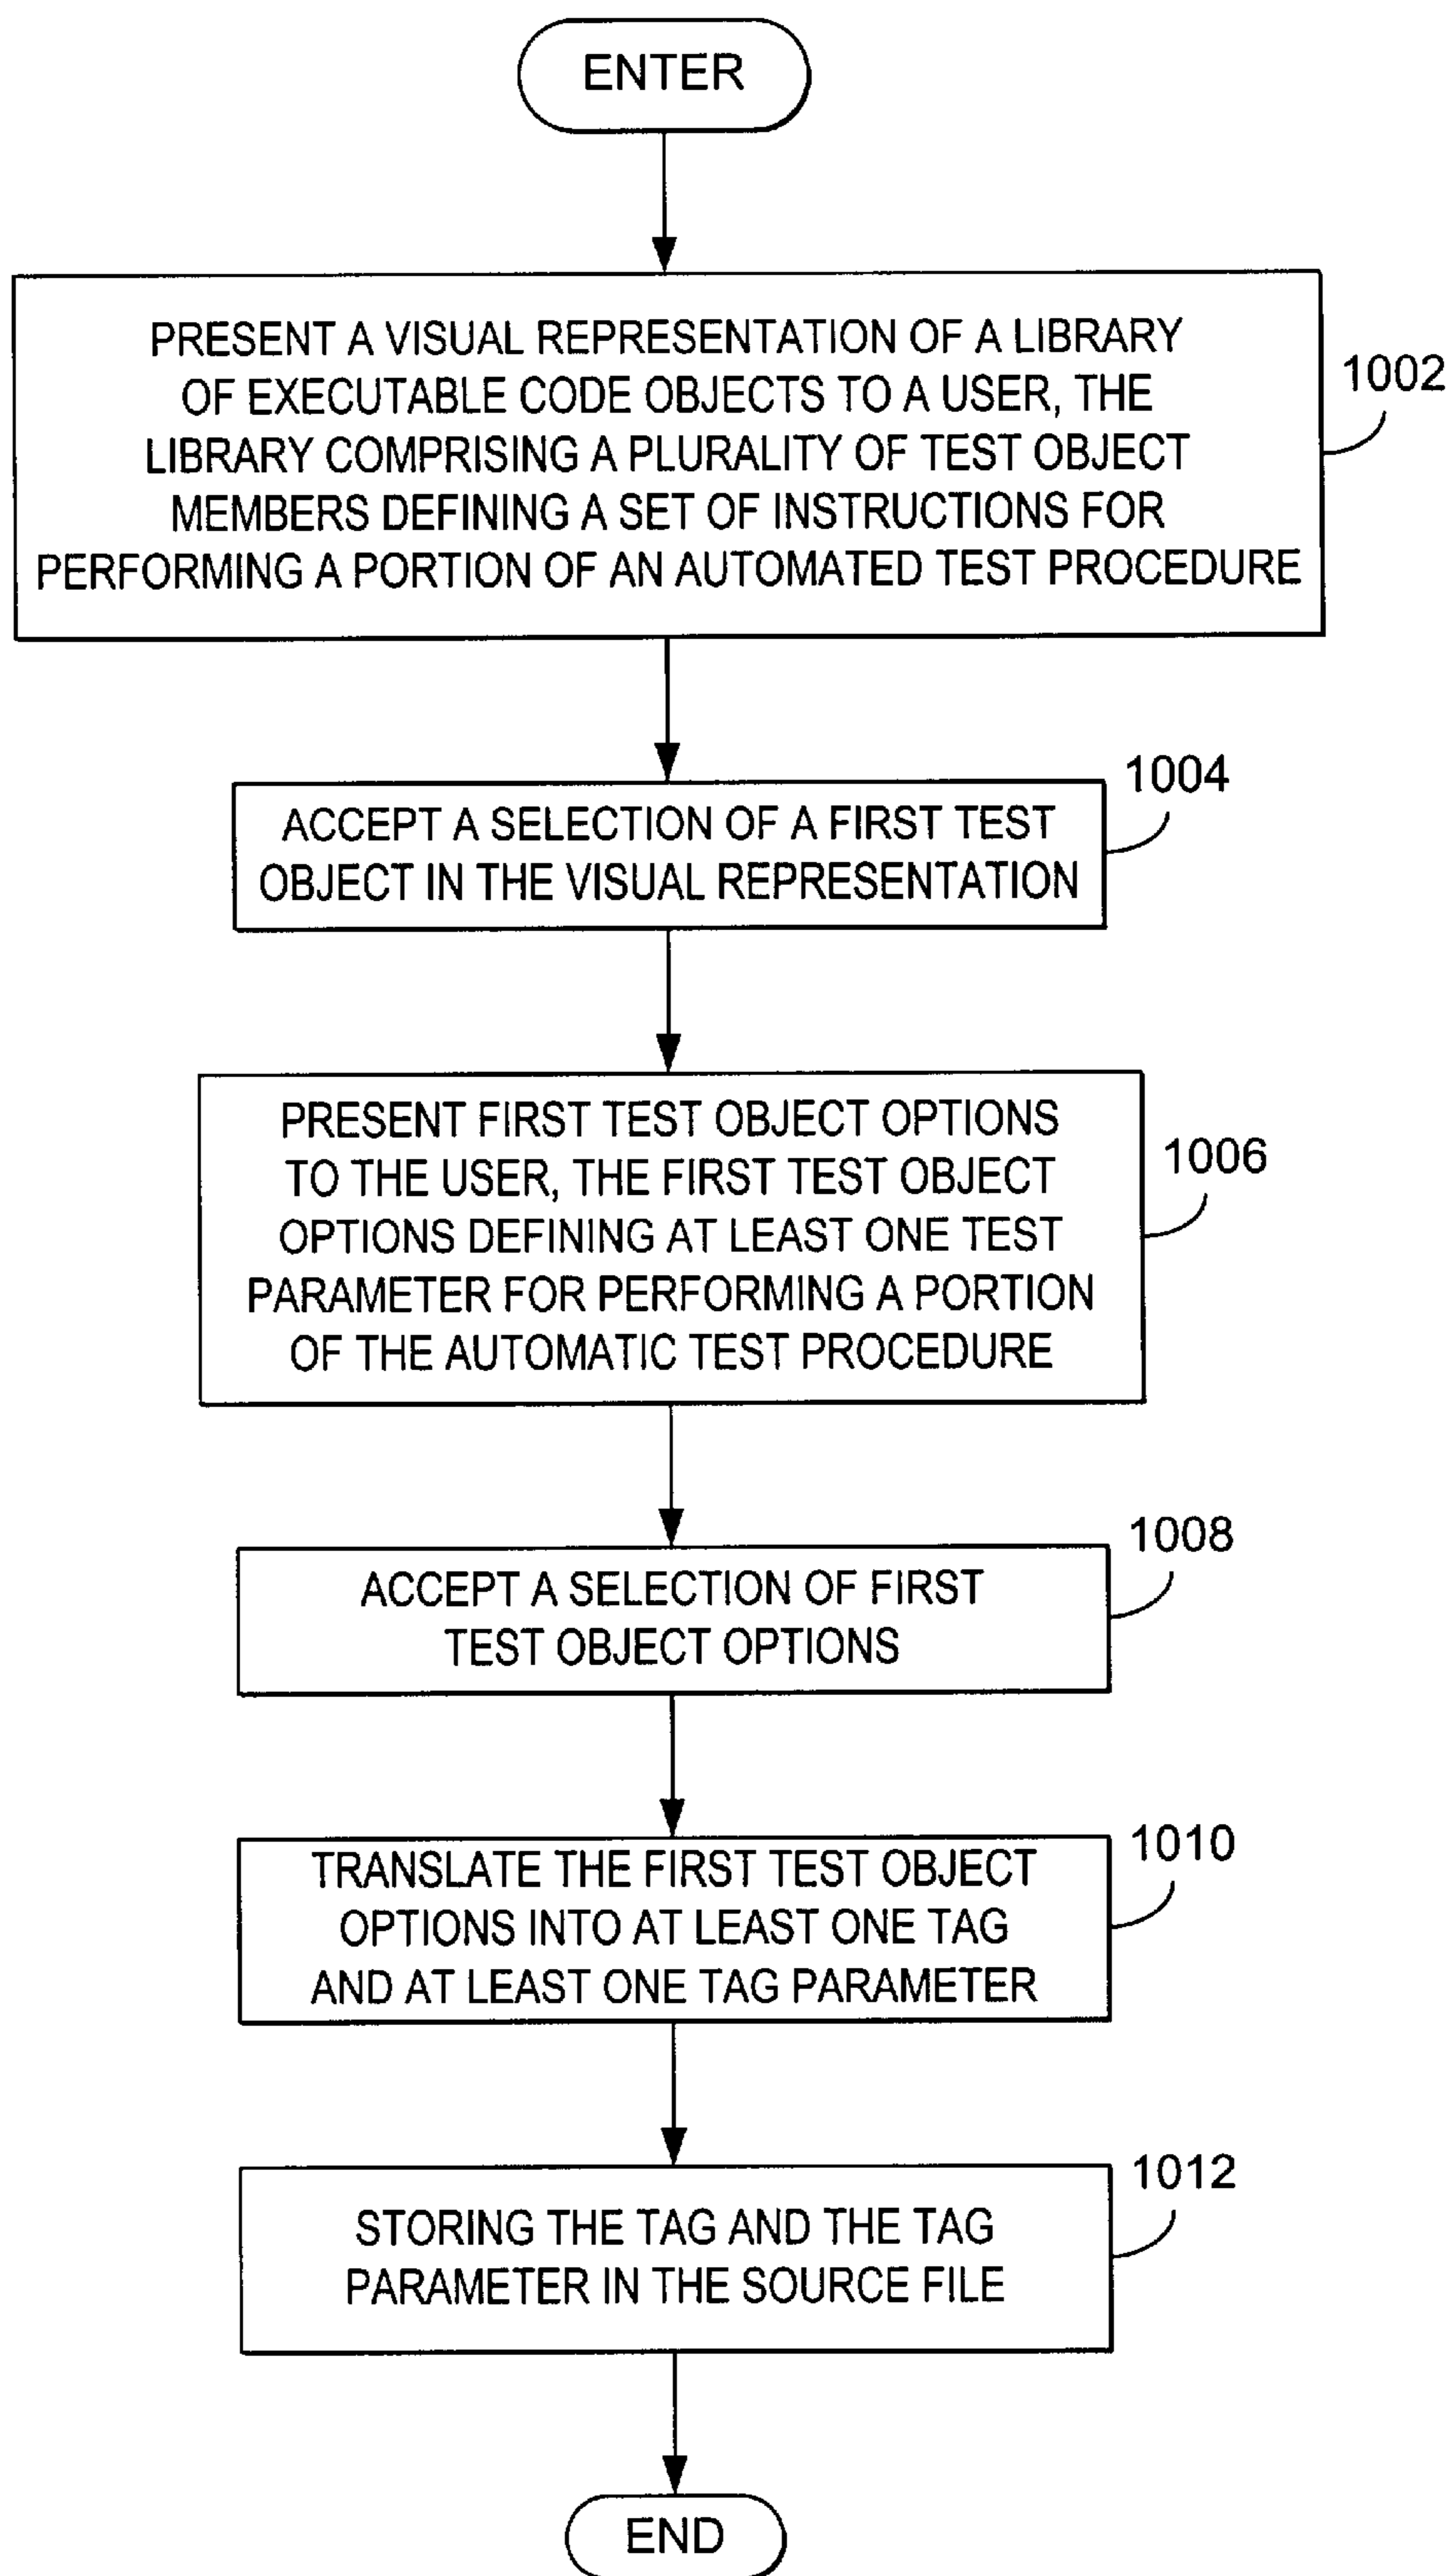 ENTER
PRESENT A VISUAL REPRESENTATION OF A LIBRARY
OF EXECUTABLE CODE OBJECTS TO A USER, THE
LIBRARY COMPRISING A PLURALITY OF TEST OBJECT
MEMBERS DEFINING A SET OF INSTRUCTIONS FOR
PERFORMING A PORTION OF AN AUTOMATED TEST PROCEDURE
1002
ACCEPT A SELECTION OF A FIRST TEST
OBJECT IN THE VISUAL REPRESENTATION
1004
PRESENT FIRST TEST OBJECT OPTIONS
TO THE USER, THE FIRST TEST OBJECT
OPTIONS DEFINING AT LEAST ONE TEST
PARAMETER FOR PERFORMING A PORTION
OF THE AUTOMATIC TEST PROCEDURE
1006
ACCEPT A SELECTION OF FIRST
TEST OBJECT OPTIONS
1008
TRANSLATE THE FIRST TEST OBJECT
OPTIONS INTO AT LEAST ONE TAG
AND AT LEAST ONE TAG PARAMETER
1010
STORING THE TAG AND THE TAG
PARAMETER IN THE SOURCE FILE
1012
END